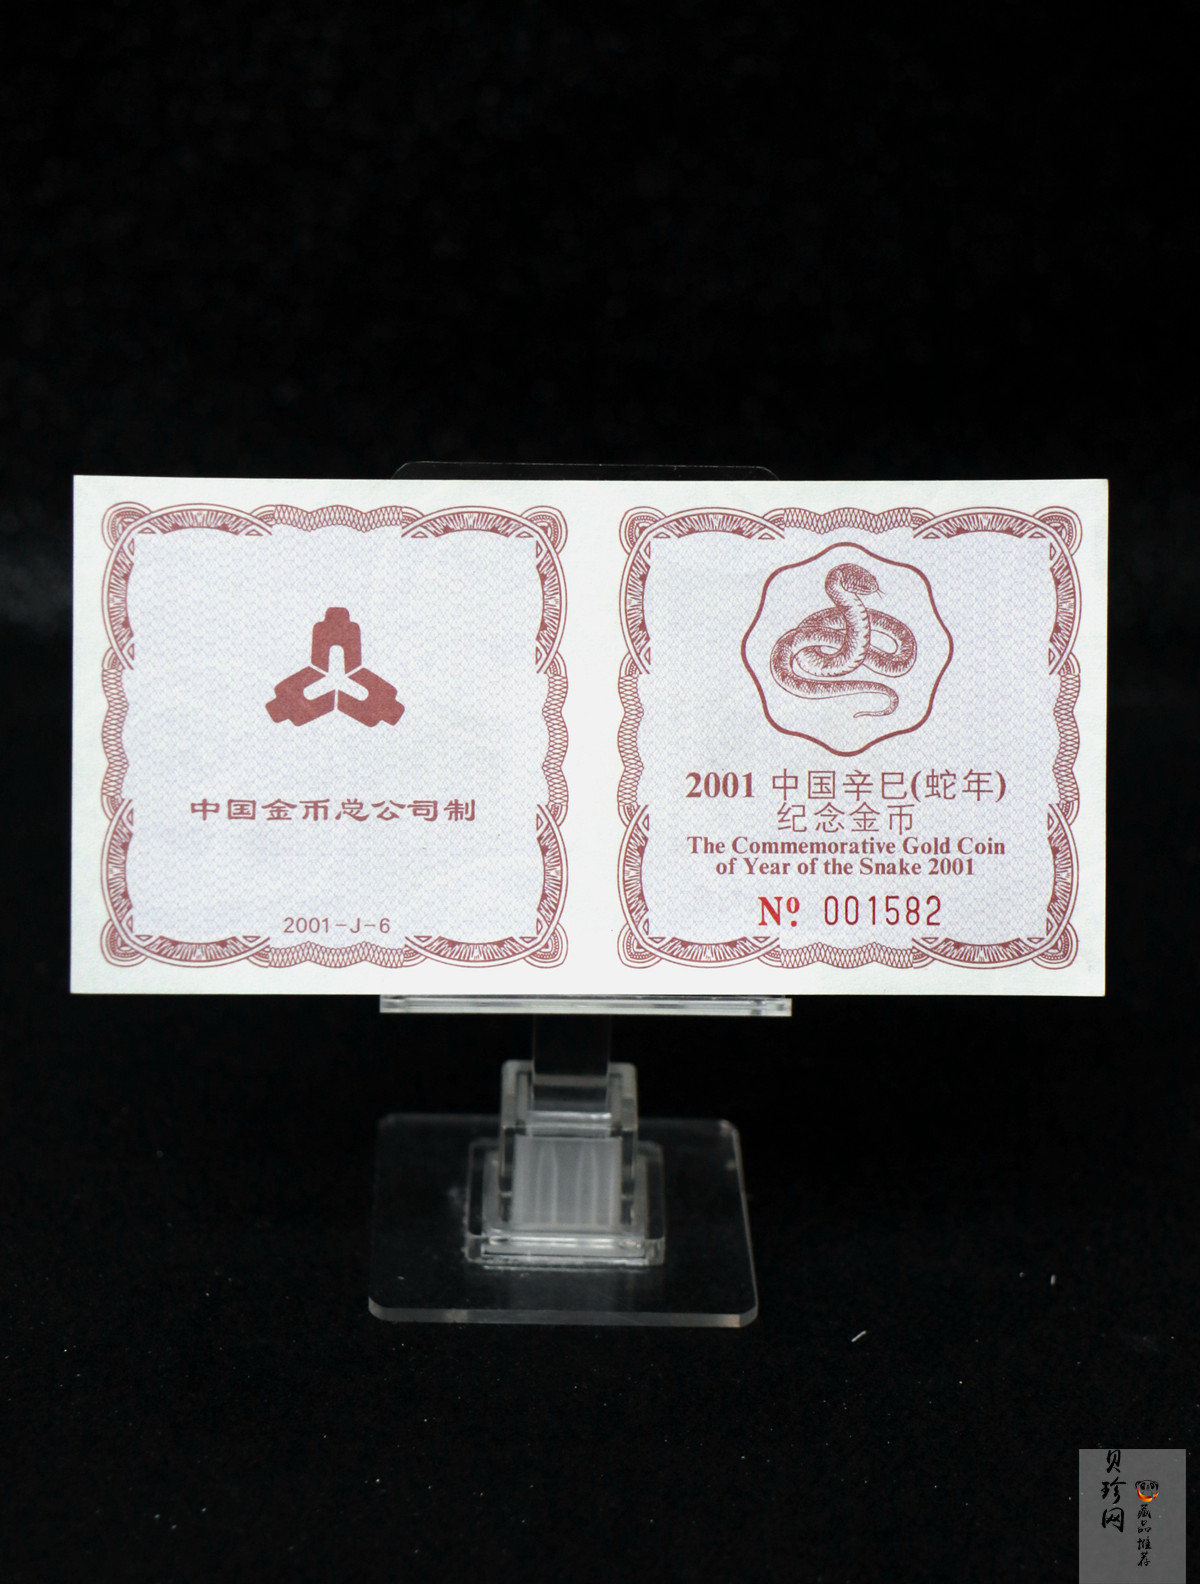 中国金币总公司制
2001-J-6
2001 中国辛巳(蛇年)
纪念金币
The Commemorative Gold Coin
of Year of the Snake 2001
Nº 001582
贝珍网
藏品推荐